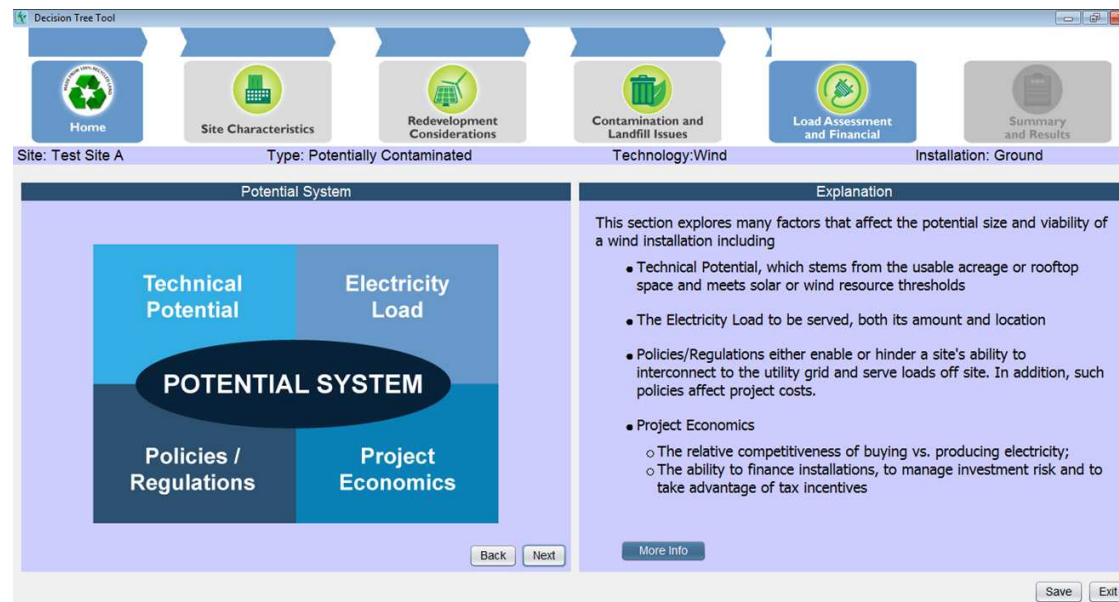 Decision Tree Tool
MADE FROM 100% RECYCLED LAND
Home
Site Characteristics
Redevelopment
Considerations
Contamination and
Landfill Issues
Load Assessment
and Financial
Summary
and Results
Site: Test Site A
Type: Potentially Contaminated
Technology:Wind
Installation: Ground
Potential System
Technical
Potential
Electricity
Load
POTENTIAL SYSTEM
Policies /
Regulations
Project
Economics
Back
Next
Explanation
This section explores many factors that affect the potential size and viability of
a wind installation including
● Technical Potential, which stems from the usable acreage or rooftop
space and meets solar or wind resource thresholds
● The Electricity Load to be served, both its amount and location
● Policies/Regulations either enable or hinder a site's ability to
interconnect to the utility grid and serve loads off site. In addition, such
policies affect project costs.
● Project Economics
○ The relative competitiveness of buying vs. producing electricity;
○ The ability to finance installations, to manage investment risk and to
take advantage of tax incentives
More Info
Save
Exit